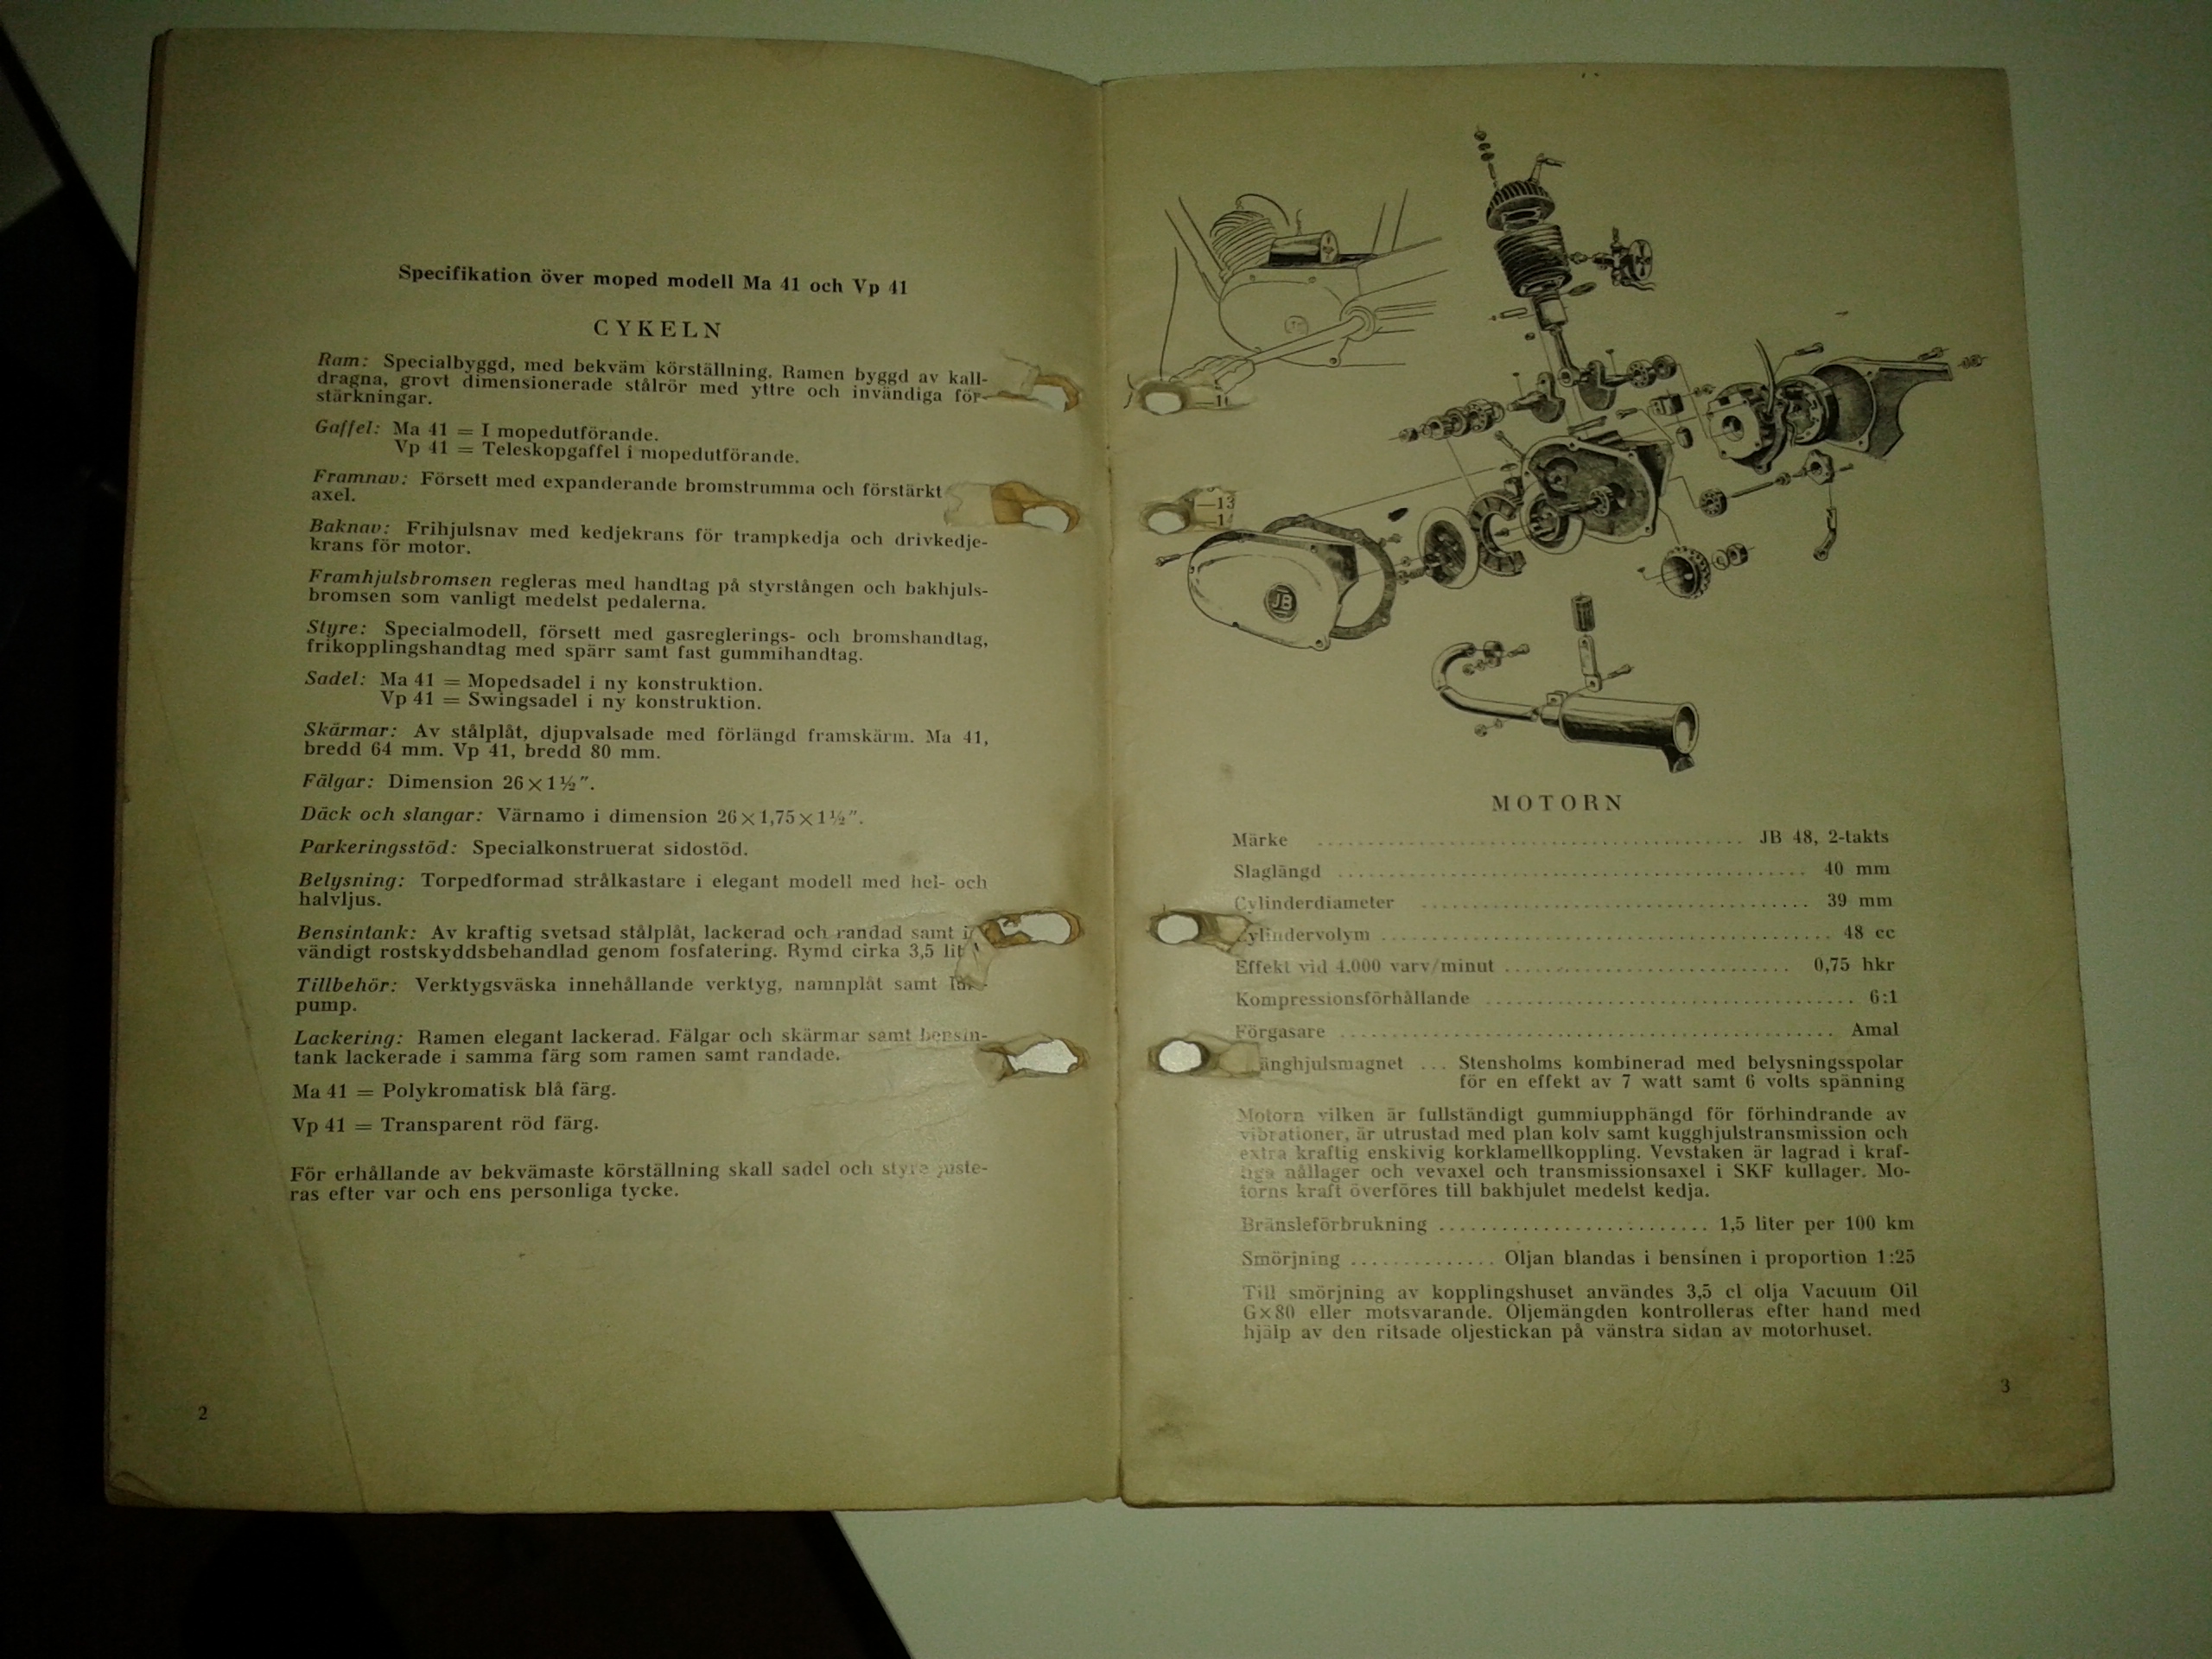 Specifikation över moped modell Ma 41 och Vp 41
CYKELN
Ram: Specialbyggd, med bekväm körställning. Ramen byggd av kall-
dragna, grovt dimensionerade stålrör med yttre och invändiga för-
stärkningar.
Gaffel: Ma 41 = I mopedutförande.
Vp 41 = Teleskopgaffel i mopedutförande.
Framnav: Försett med expanderande bromstrumma och förstärkt
axel.
Baknav: Frihjulsnav med kedjekrans för trampkedja och drivkedje-
krans för motor.
Framhjulsbromsen regleras med handtag på styrstången och bakhjuls-
bromsen som vanligt medelst pedalerna.
Styre: Specialmodell, försett med gasreglerings- och bromshandtag,
frikopplingshandtag med spärr samt fast gummihandtag.
Sadel: Ma 41 = Mopedsadel i ny konstruktion.
Vp 41 = Swingsadel i ny konstruktion.
Skärmar: Av stålplåt, djupvalsade med förlängd framskärm. Ma 41,
bredd 64 mm. Vp 41, bredd 80 mm.
Fälgar: Dimension 26 × 1 ½".
Däck och slangar: Värnamo i dimension 26 × 1,75 × 1 ½".
Parkeringsstöd: Specialkonstruerat sidostöd.
Belysning: Torpedformad strålkastare i elegant modell med hel- och
halvljus.
Bensintank: Av kraftig svetsad stålplåt, lackerad och randad samt
vändigt rostskyddsbehandlad genom fosfatering. Rymd cirka 3,5 lit
Tillbehör: Verktygsväska innehållande verktyg, namnplåt samt
pump.
Lackering: Ramen elegant lackerad. Fälgar och skärmar samt bensin-
tank lackerade i samma färg som ramen samt randade.
Ma 41 = Polykromatisk blå färg.
Vp 41 = Transparent röd färg.
För erhållande av bekvämaste körställning skall sadel och styre juste-
ras efter var och ens personliga tycke.
2
13
JB
MOTORN
Märke ........ JB 48, 2-takts
Slaglängd ........ 40 mm
Cylinderdiameter ........ 39 mm
ylindervolym ........ 48 cc
Effekt vid 4.000 varv/minut ........ 0,75 hkr
Kompressionsförhållande ........ 6:1
Förgasare ........ Amal
änghjulsmagnet ... Stensholms kombinerad med belysningsspolar
för en effekt av 7 watt samt 6 volts spänning
Motorn vilken är fullständigt gummiupphängd för förhindrande av
vibrationer, är utrustad med plan kolv samt kugghjulstransmission och
extra kraftig enskivig korklamellkoppling. Vevstaken är lagrad i kraf-
tiga nållager och vevaxel och transmissionsaxel i SKF kullager. Mo-
torns kraft överföres till bakhjulet medelst kedja.
Bränsleförbrukning ........ 1,5 liter per 100 km
Smörjning ........ Oljan blandas i bensinen i proportion 1:25
Till smörjning av kopplingshuset användes 3,5 cl olja Vacuum Oil
G×80 eller motsvarande. Oljemängden kontrolleras efter hand med
hjälp av den ritsade oljestickan på vänstra sidan av motorhuset.
3